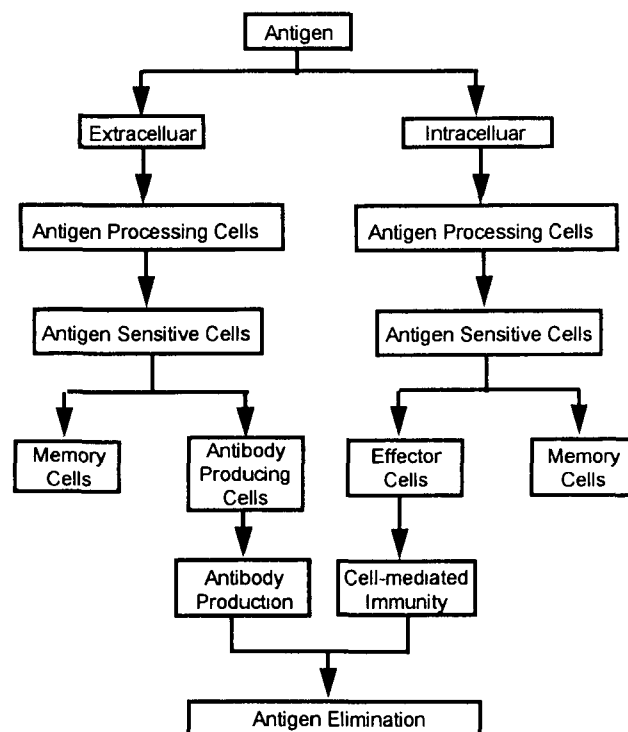 Antigen
Extracelluar
Intracelluar
Antigen Processing Cells
Antigen Processing Cells
Antigen Sensitive Cells
Antigen Sensitive Cells
Memory
Cells
Antibody
Producing
Cells
Effector
Cells
Memory
Cells
Antibody
Production
Cell-mediated
Immunity
Antigen Elimination